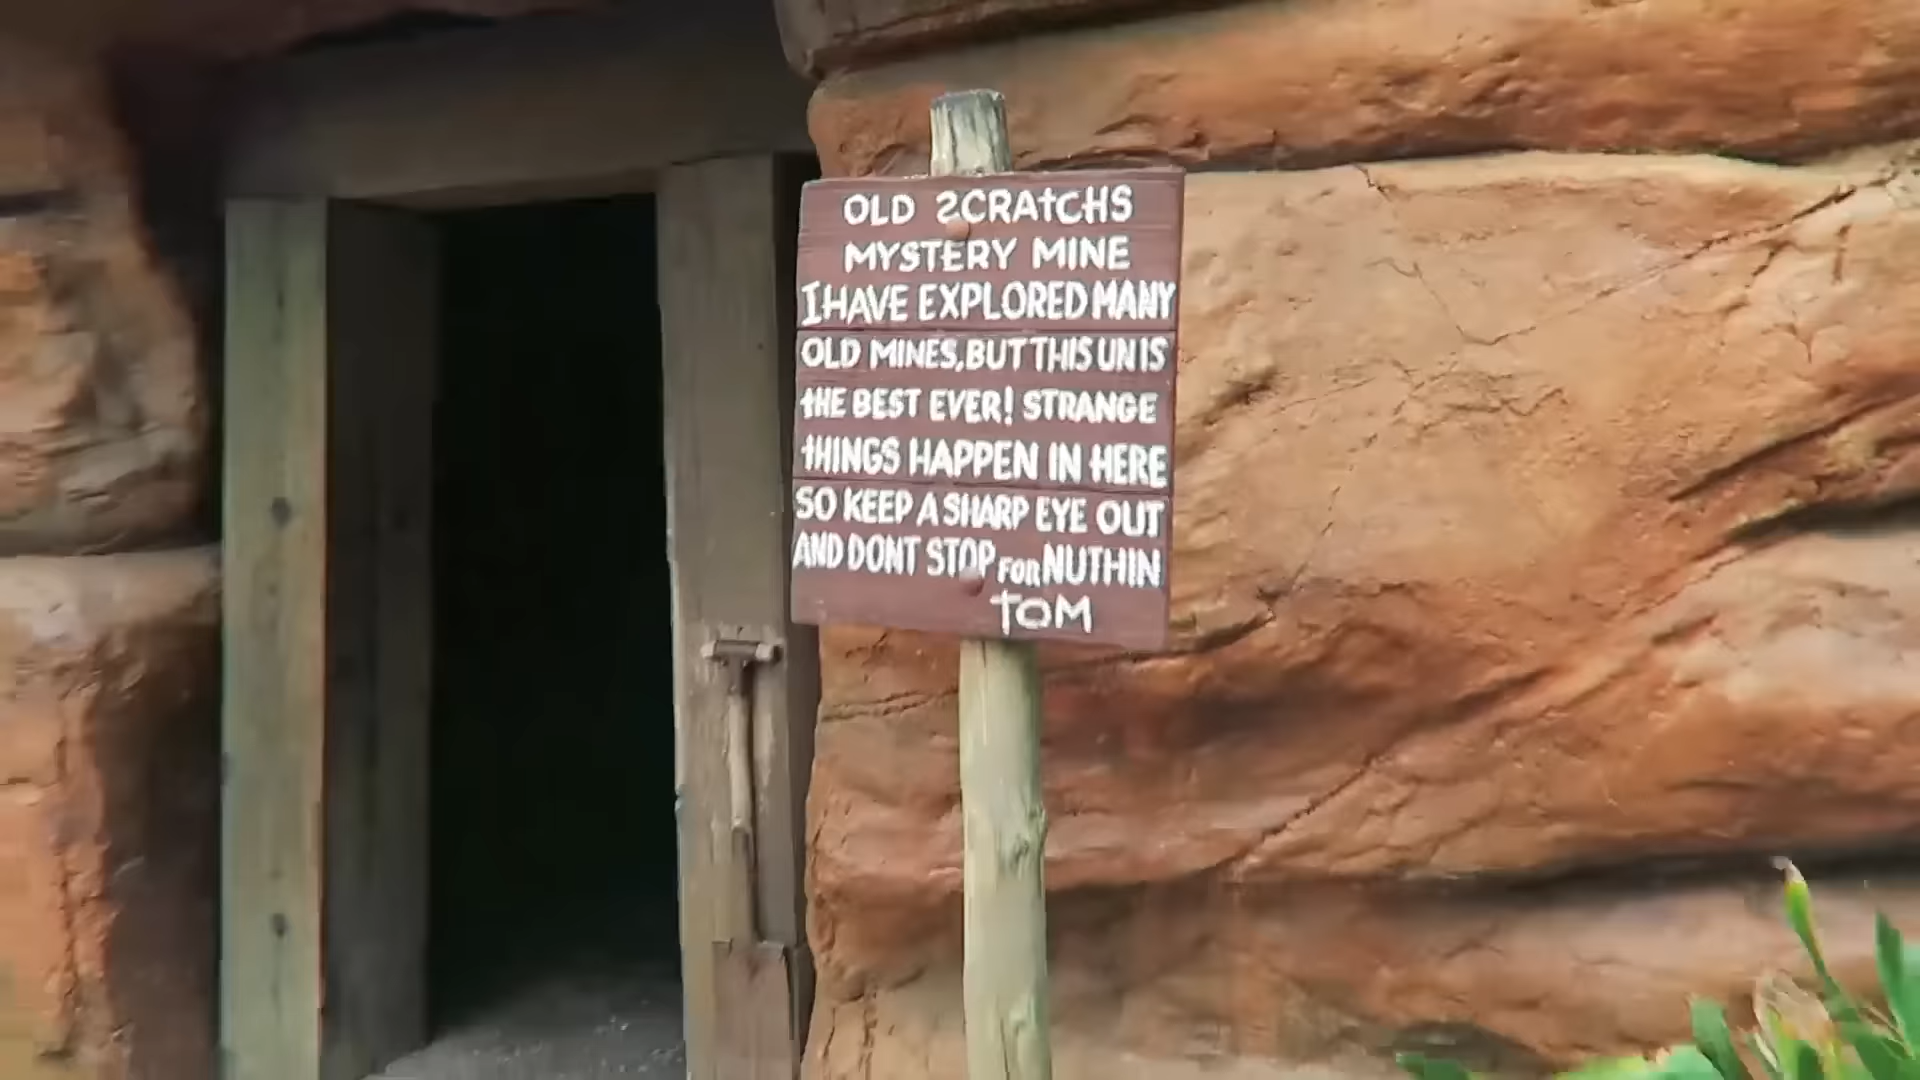 OLD SCRAtCHS
MYSTERY MINE
I HAVE EXPLORED MANY
OLD MINES, BUT THIS UN IS
tHE BEST EVER! STRANGE
tHINGS HAPPEN IN HERE
SO KEEP A SHARP EYE OUT
AND DONT STOP FOR NUTHIN
TOM